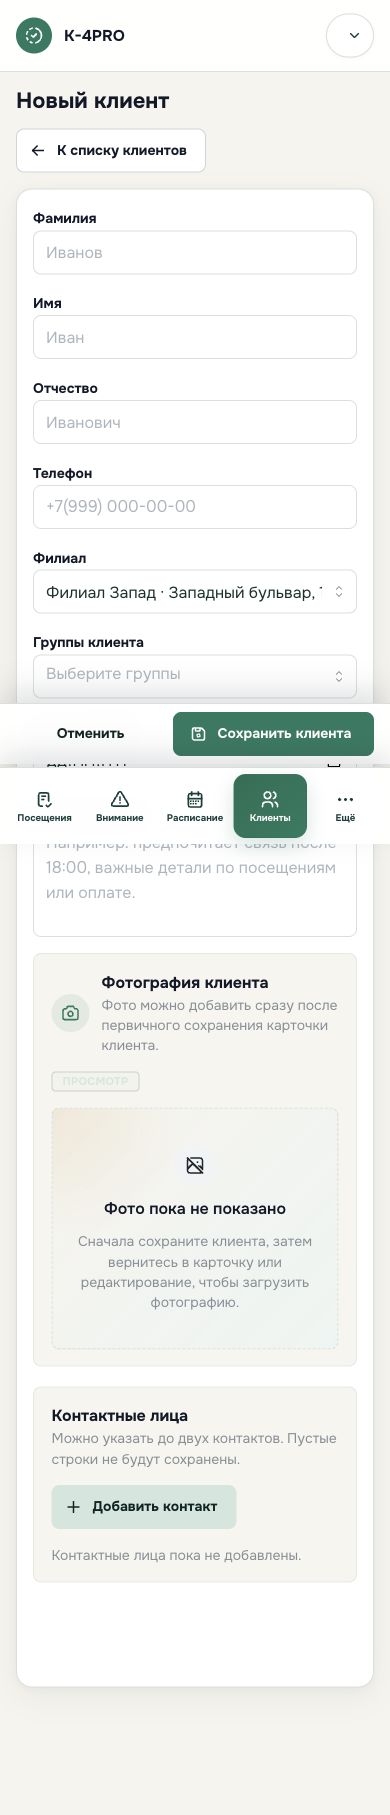 K-4PRO
Новый клиент
К списку клиентов
Фамилия
Иванов
Имя
Иван
Отчество
Иванович
Телефон
+7(999) 000-00-00
Филиал
Филиал Запад · Западный бульвар,
Группы клиента
Выберите группы
Отменить
Сохранить клиента
Посещения
Внимание
Расписание
Клиенты
Ещё
Например: предпочитает связь после
18:00, важные детали по посещениям
или оплате.
Фотография клиента
Фото можно добавить сразу после
первичного сохранения карточки
клиента.
ПРОСМОТР
Фото пока не показано
Сначала сохраните клиента, затем
вернитесь в карточку или
редактирование, чтобы загрузить
фотографию.
Контактные лица
Можно указать до двух контактов. Пустые
строки не будут сохранены.
Добавить контакт
Контактные лица пока не добавлены.